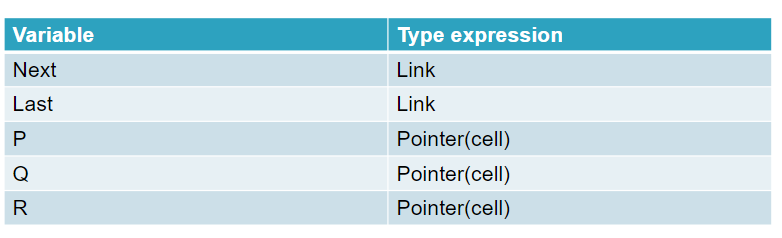 Variable Type expression
Next Link
Last Link
P Pointer(cell)
Q Pointer(cell)
R Pointer(cell)